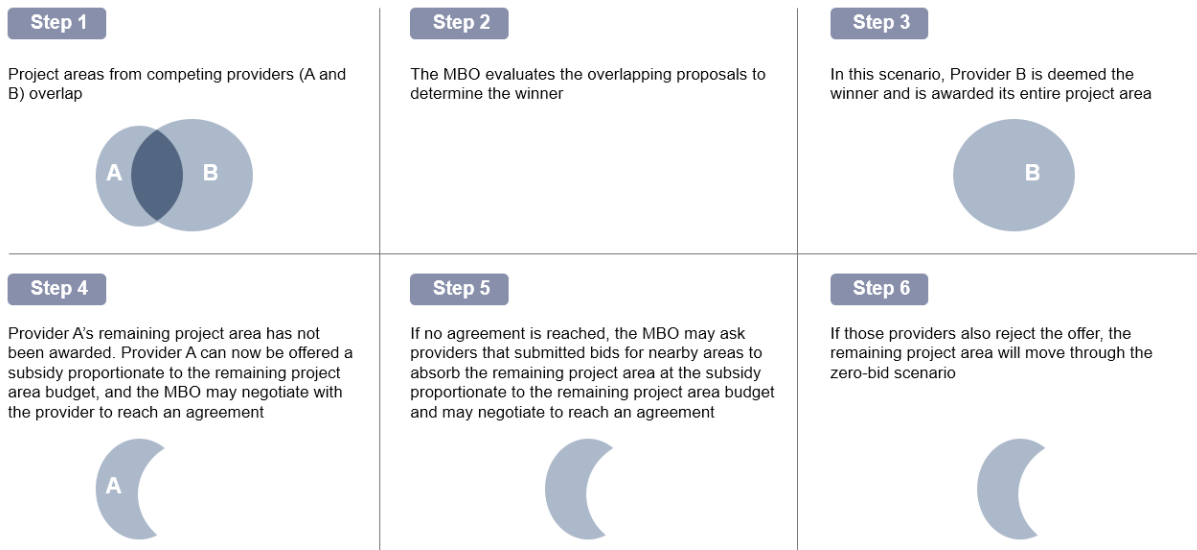 Step 1
Project areas from competing providers (A and
B) overlap
A
B
Step 2
The MBO evaluates the overlapping proposals to
determine the winner
Step 3
In this scenario, Provider B is deemed the
winner and is awarded its entire project area
B
Step 4
Provider A’s remaining project area has not
been awarded. Provider A can now be offered a
subsidy proportionate to the remaining project
area budget, and the MBO may negotiate with
the provider to reach an agreement
A
Step 5
If no agreement is reached, the MBO may ask
providers that submitted bids for nearby areas to
absorb the remaining project area at the subsidy
proportionate to the remaining project area budget
and may negotiate to reach an agreement
Step 6
If those providers also reject the offer, the
remaining project area will move through the
zero-bid scenario